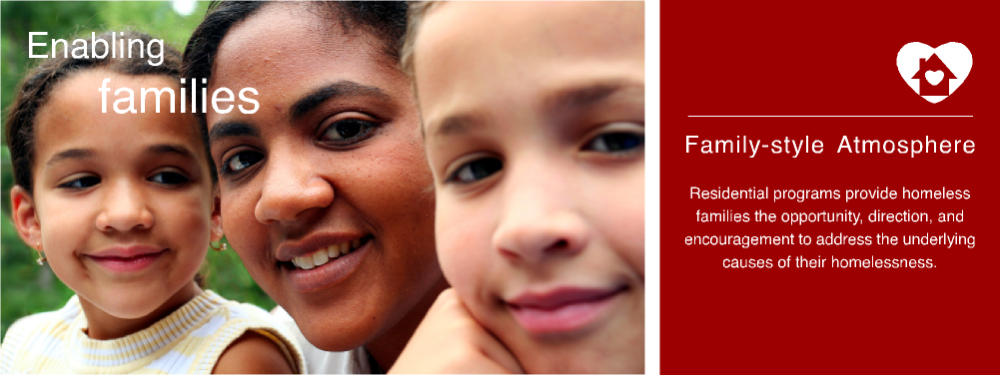 Enabling
families
Family-style Atmosphere
Residential programs provide homeless
families the opportunity, direction, and
encouragement to address the underlying
causes of their homelessness.